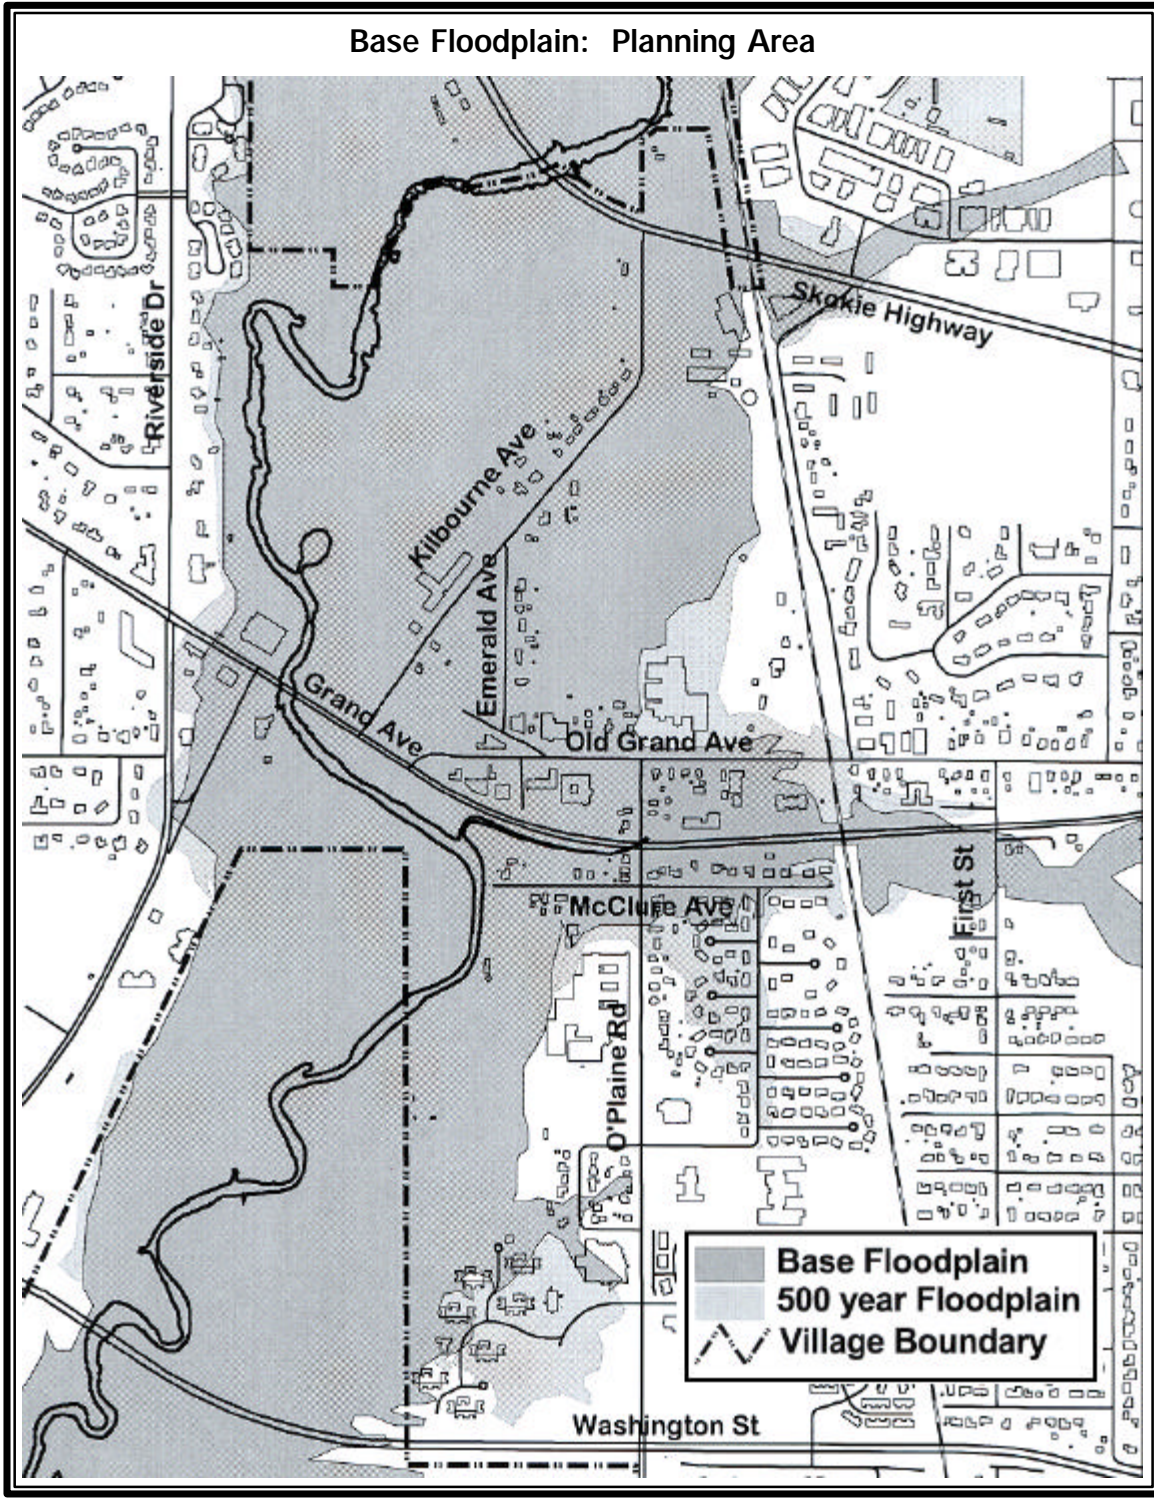 Base Floodplain: Planning Area
Riverside Dr
Skokie Highway
Kilbourne Ave
Emerald Ave
Grand Ave
Old Grand Ave
McClure Ave
First St
O'Plaine Rd
Base Floodplain
500 year Floodplain
Village Boundary
Washington St